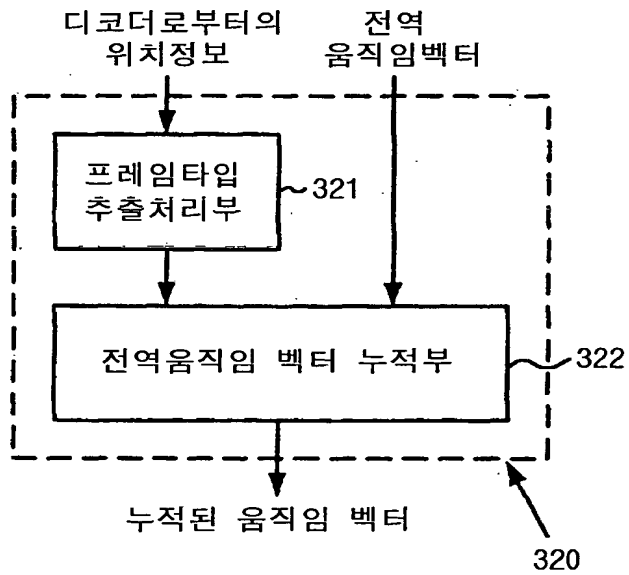 디코더로부터의
위치정보
전역
움직임벡터
프레임타입
추출처리부
321
전역움직임 벡터 누적부
322
누적된 움직임 벡터
320